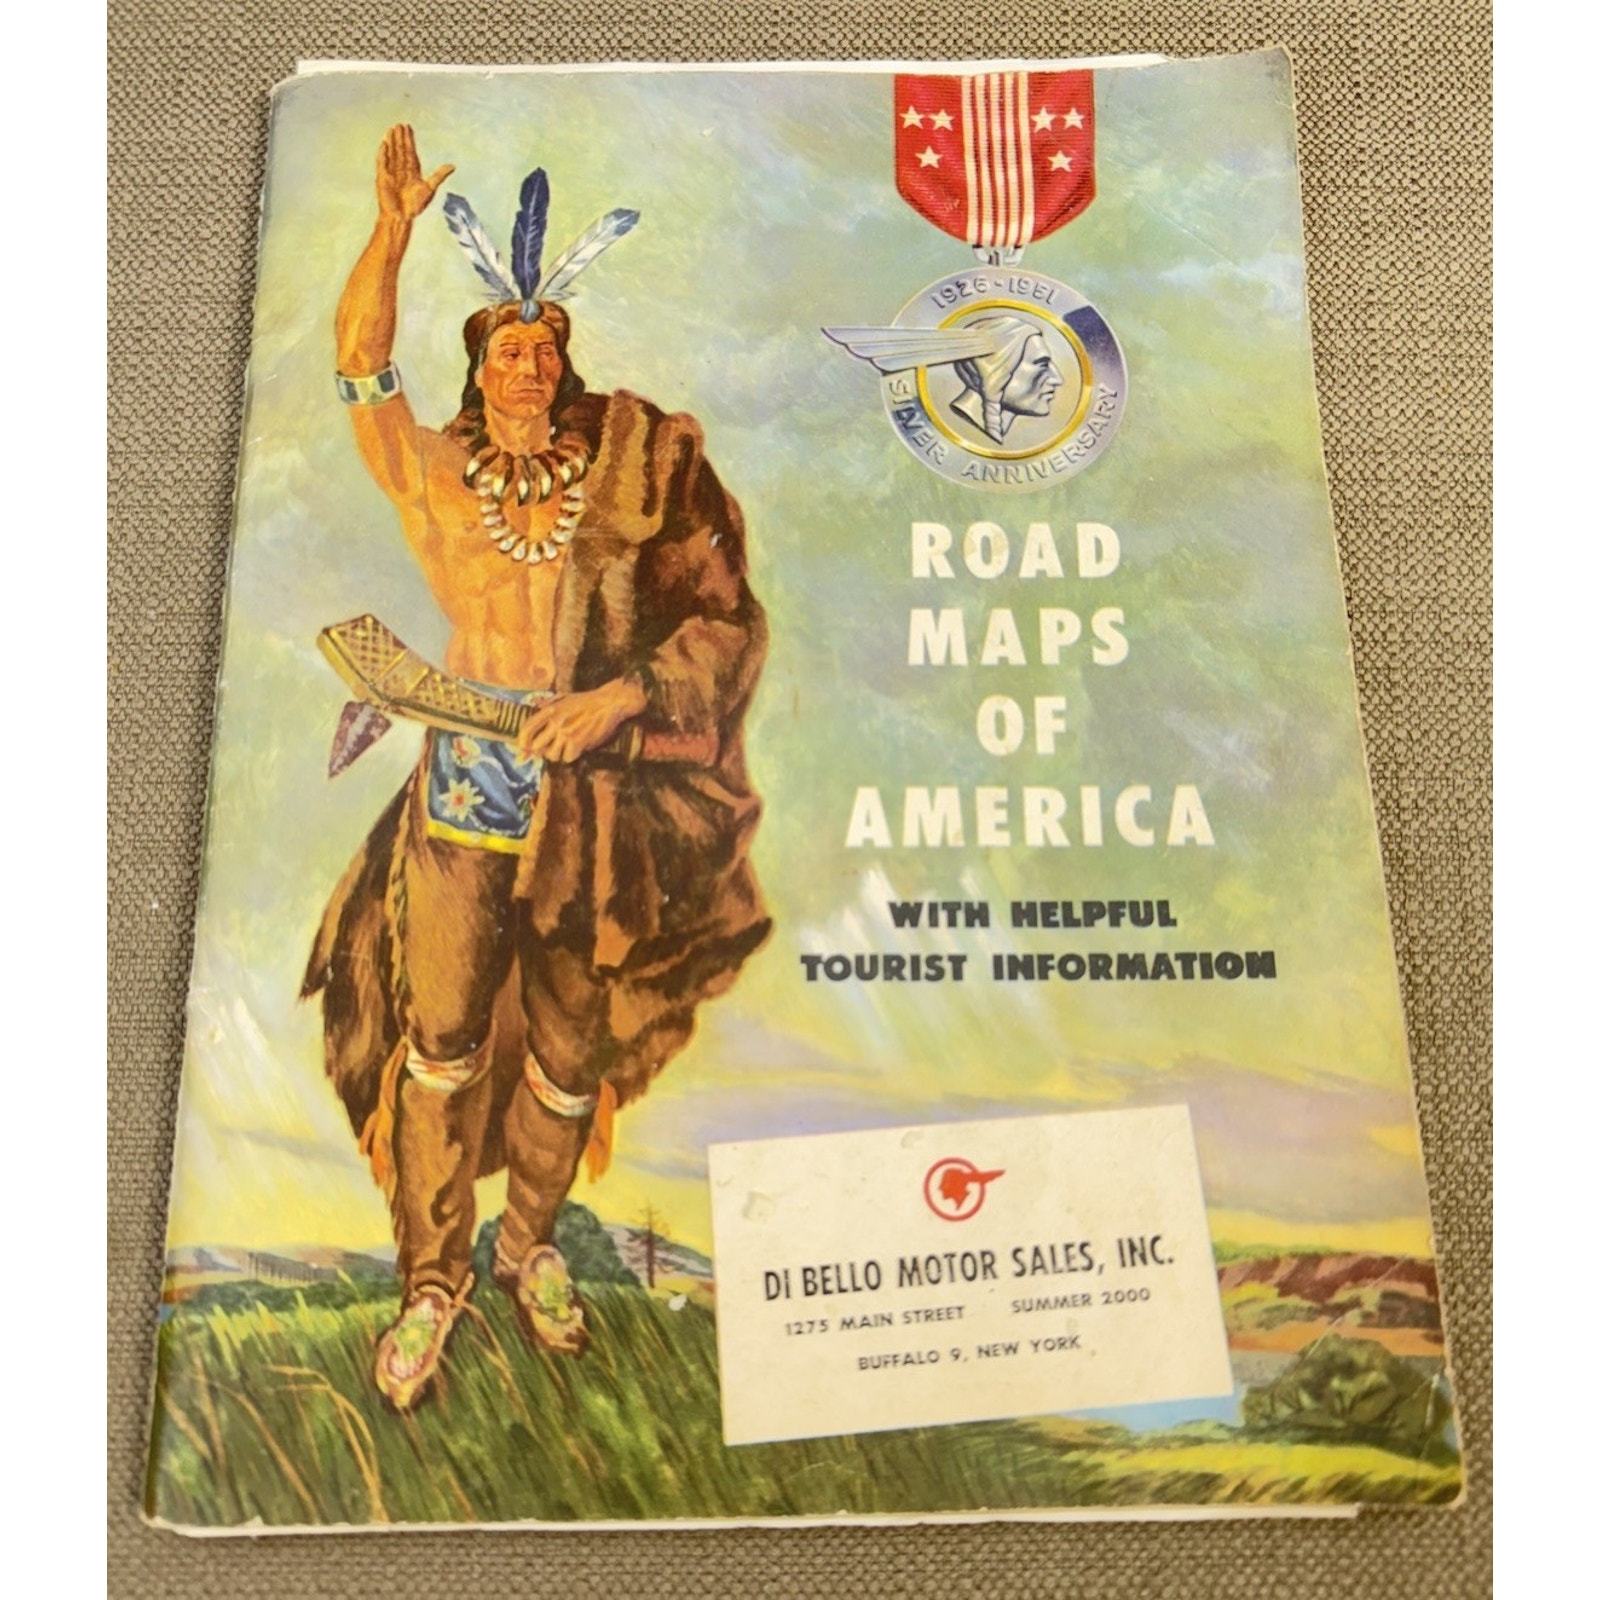 1926-1951
SILVER ANNIVERSARY
ROAD
MAPS
OF
AMERICA
WITH HELPFUL
TOURIST INFORMATION
DI BELLO MOTOR SALES, INC.
1275 MAIN STREET SUMMER 2000
BUFFALO 9, NEW YORK